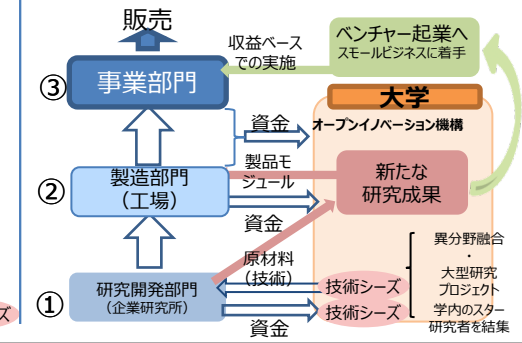 販売
ベンチャー起業へ
スモールビジネスに着手
収益ベース
での実施
③
事業部門
大学
オープンイノベーション機構
資金
②
製造部門
（工場）
製品モ
ジュール
新たな
研究成果
資金
原材料
（技術）
異分野融合
・
大型研究
プロジェクト
学内のスター
研究者を結集
①
研究開発部門
（企業研究所）
技術シーズ
技術シーズ
資金
ズ